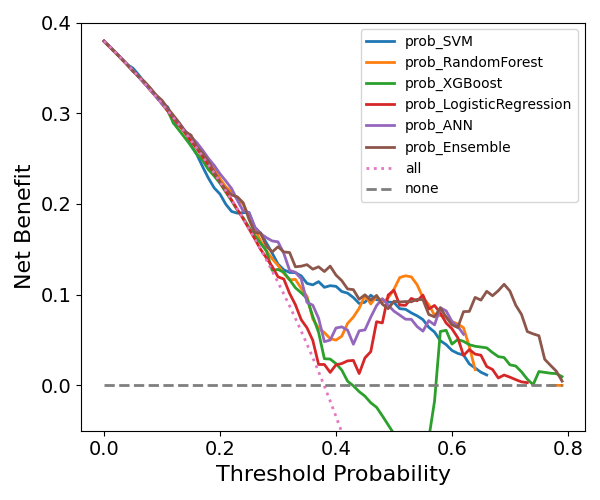 0.4
0.3
0.2
0.1
0.0
Net Benefit
prob_SVM
prob_RandomForest
prob_XGBoost
prob_LogisticRegression
prob_ANN
prob_Ensemble
all
none
0.0 0.2 0.4 0.6 0.8
Threshold Probability